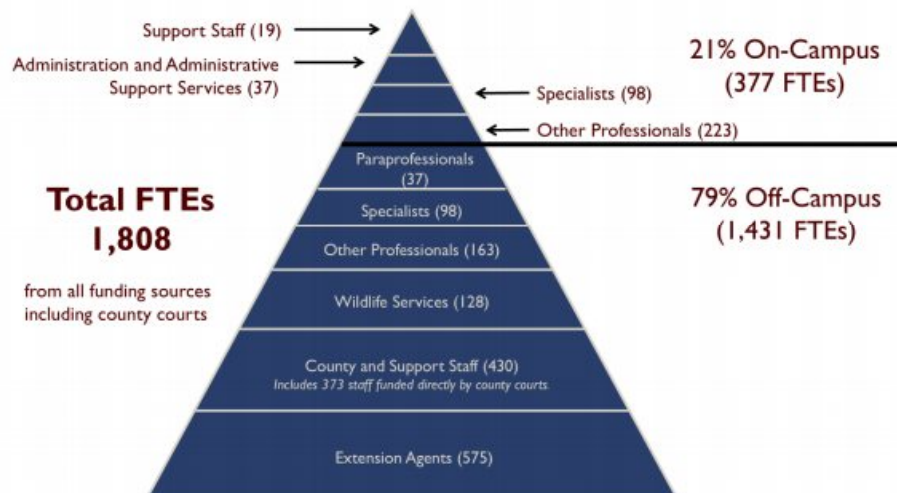 Support Staff (19)
Administration and Administrative
Support Services (37)
Specialists (98)
Other Professionals (223)
21% On-Campus
(377 FTEs)
Paraprofessionals
(37)
Specialists (98)
Other Professionals (163)
Wildlife Services (128)
County and Support Staff (430)
Includes 373 staff funded directly by county courts.
Extension Agents (575)
79% Off-Campus
(1,431 FTEs)
Total FTEs
1,808
from all funding sources
including county courts